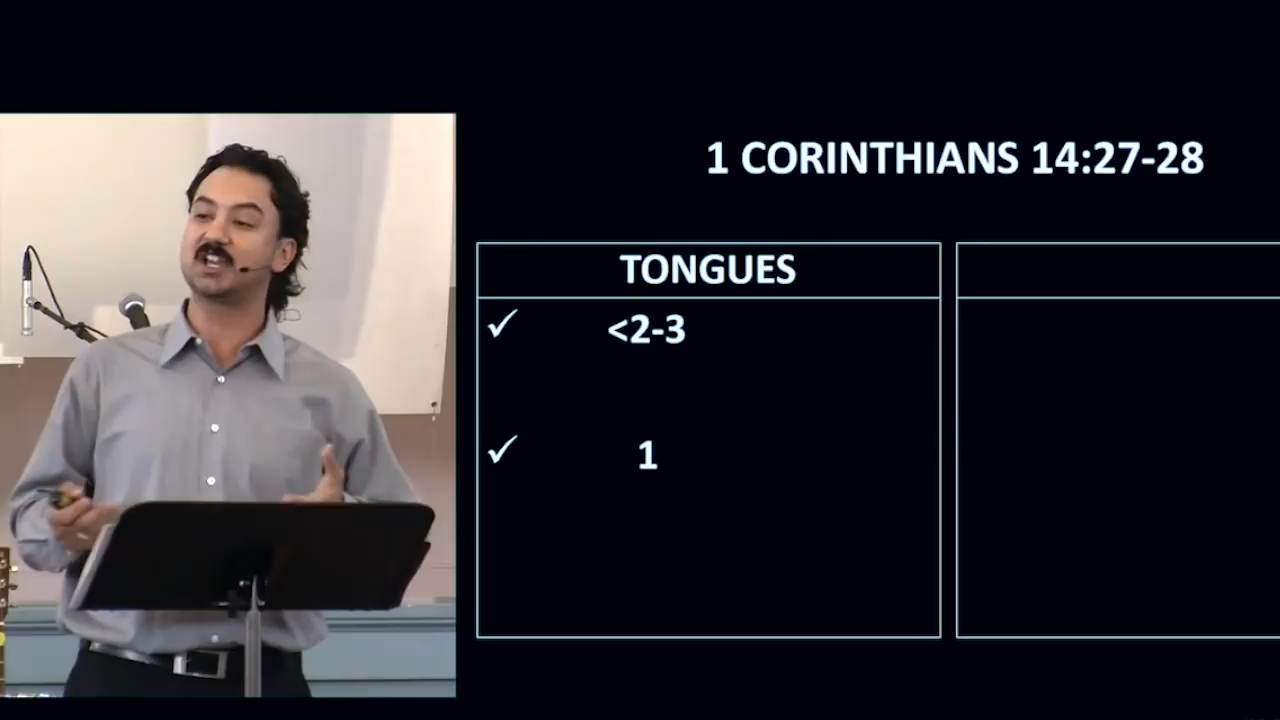 1 CORINTHIANS 14:27-28
TONGUES
✓ <2-3
✓ 1